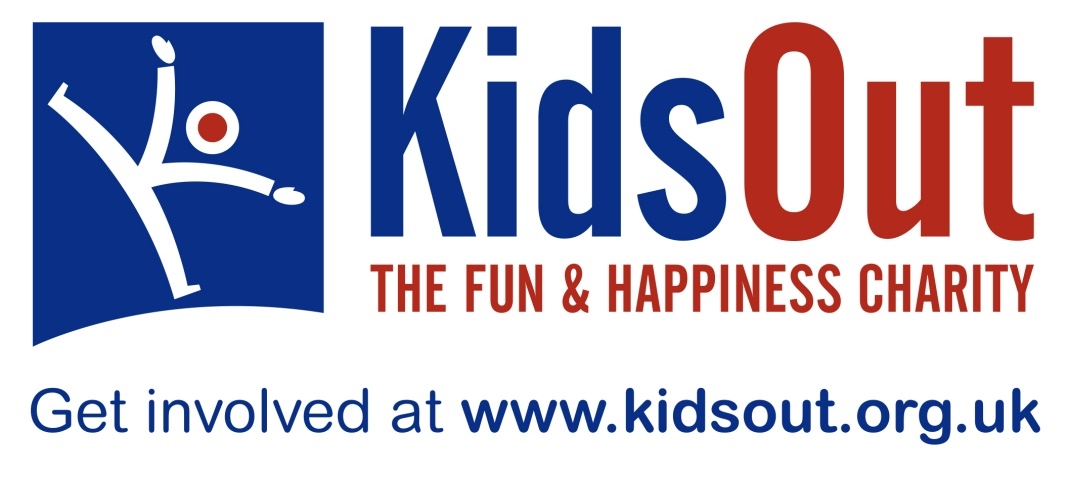 KidsOut
THE FUN & HAPPINESS CHARITY
Get involved at www.kidsout.org.uk